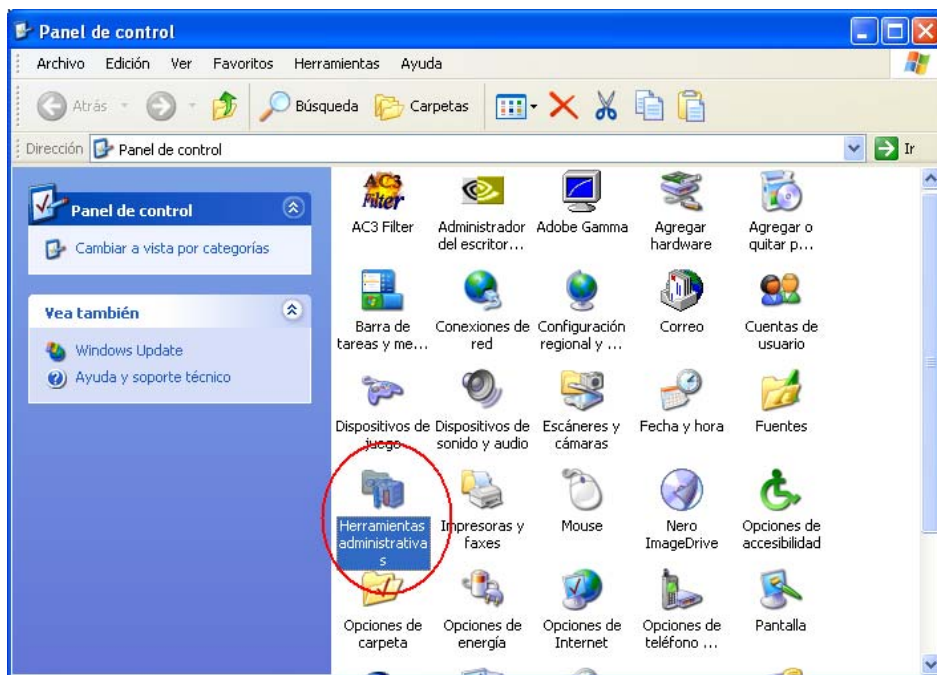 Panel de control
Archivo Edición Ver Favoritos Herramientas Ayuda
Atrás Búsqueda Carpetas
Dirección Panel de control Ir
Panel de control
Cambiar a vista por categorías
Vea también
Windows Update
Ayuda y soporte técnico
AC3 Filter
AC3 Filter
Administrador
del escritor...
Adobe Gamma
Agregar
hardware
Agregar o
quitar p...
Barra de
tareas y me...
Conexiones de
red
Configuración
regional y ...
Correo
Cuentas de
usuario
Dispositivos de
juego
Dispositivos de
sonido y audio
Escáneres y
cámaras
Fecha y hora
Fuentes
Herramientas
administrativa
s
Impresoras y
faxes
Mouse
Nero
ImageDrive
Opciones de
accesibilidad
Opciones de
carpeta
Opciones de
energía
Opciones de
Internet
Opciones de
teléfono ...
Pantalla